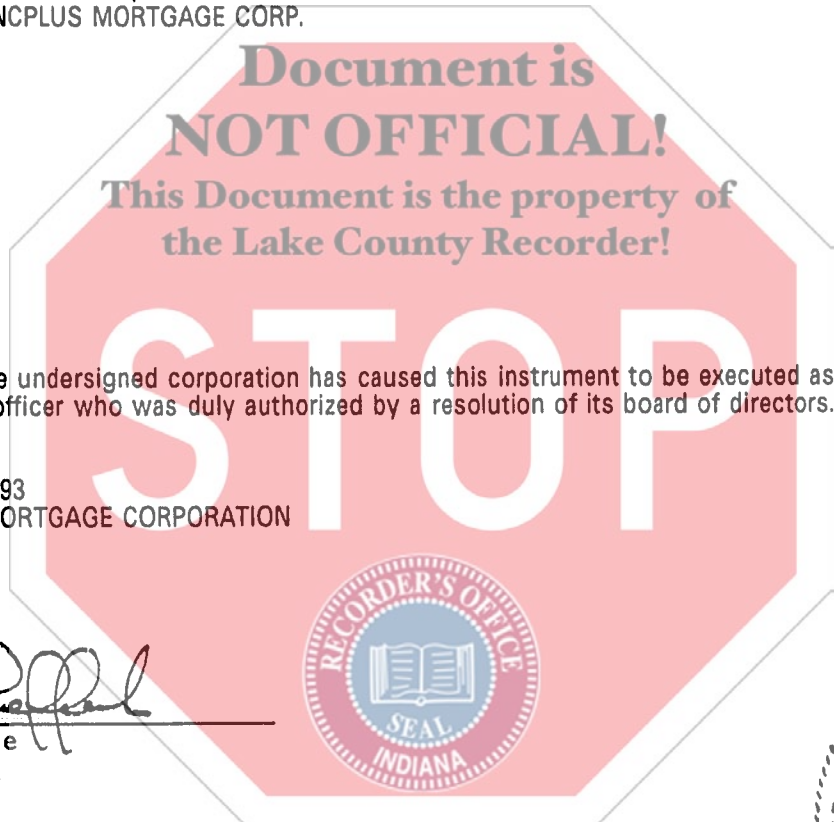 NCPLUS MORTGAGE CORP.
Document is
NOT OFFICIAL!
This Document is the property of
the Lake County Recorder!
STOP
e undersigned corporation has caused this instrument to be executed as
officer who was duly authorized by a resolution of its board of directors.
93
ORTGAGE CORPORATION
RECORDER'S OFFICE
SEAL
INDIANA
e